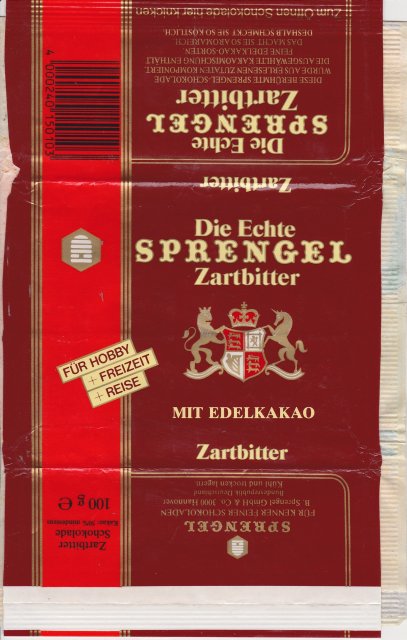 Zum Öffnen Schokolade hier knicken
DIESE BERÜHMTE SPRENGEL-SCHOKOLADE
WURDE AUS ERLESENEN ZUTATEN KOMPONIERT.
DIE AUSGEWÄHLTE KAKAOMISCHUNG ENTHÄLT
FEINE EDEL-KAKAO-SORTEN.
DAS MACHT SIE SO AROMAREICH.
DESHALB SCHMECKT SIE SO KÖSTLICH.
Die Echte
SPRENGEL
Zartbitter
4 000240 150103
Zartbitter
Die Echte
SPRENGEL
Zartbitter
FÜR HOBBY
+ FREIZEIT
+ REISE
MIT EDELKAKAO
Zartbitter
SPRENGEL
FÜR KENNER FEINER SCHOKOLADEN
B. Sprengel GmbH & Co. 3000 Hannover
Bundesrepublik Deutschland
Kühl und trocken lagern
Zartbitter
Schokolade
Kakao: 50% mindestens
100 g e